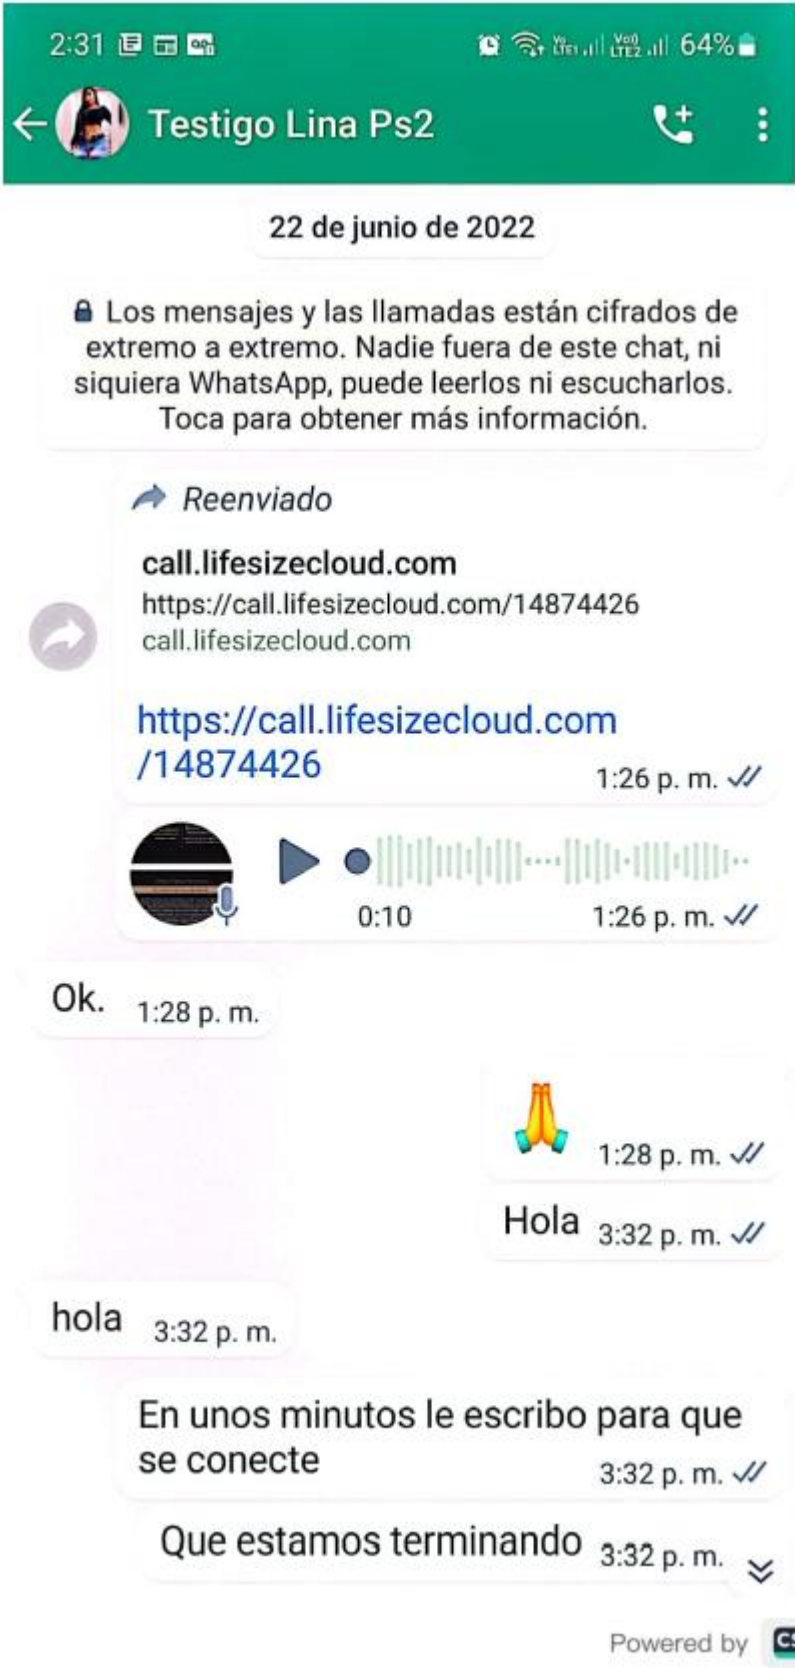 2:31 64%
Testigo Lina Ps2
22 de junio de 2022
Los mensajes y las llamadas están cifrados de
extremo a extremo. Nadie fuera de este chat, ni
siquiera WhatsApp, puede leerlos ni escucharlos.
Toca para obtener más información.
Reenviado
call.lifesizecloud.com
https://call.lifesizecloud.com/14874426
call.lifesizecloud.com
https://call.lifesizecloud.com
/14874426
1:26 p. m.
0:10 1:26 p. m.
Ok. 1:28 p. m.
🙏 1:28 p. m.
Hola 3:32 p. m.
hola 3:32 p. m.
En unos minutos le escribo para que
se conecte 3:32 p. m.
Que estamos terminando 3:32 p. m.
Powered by CS